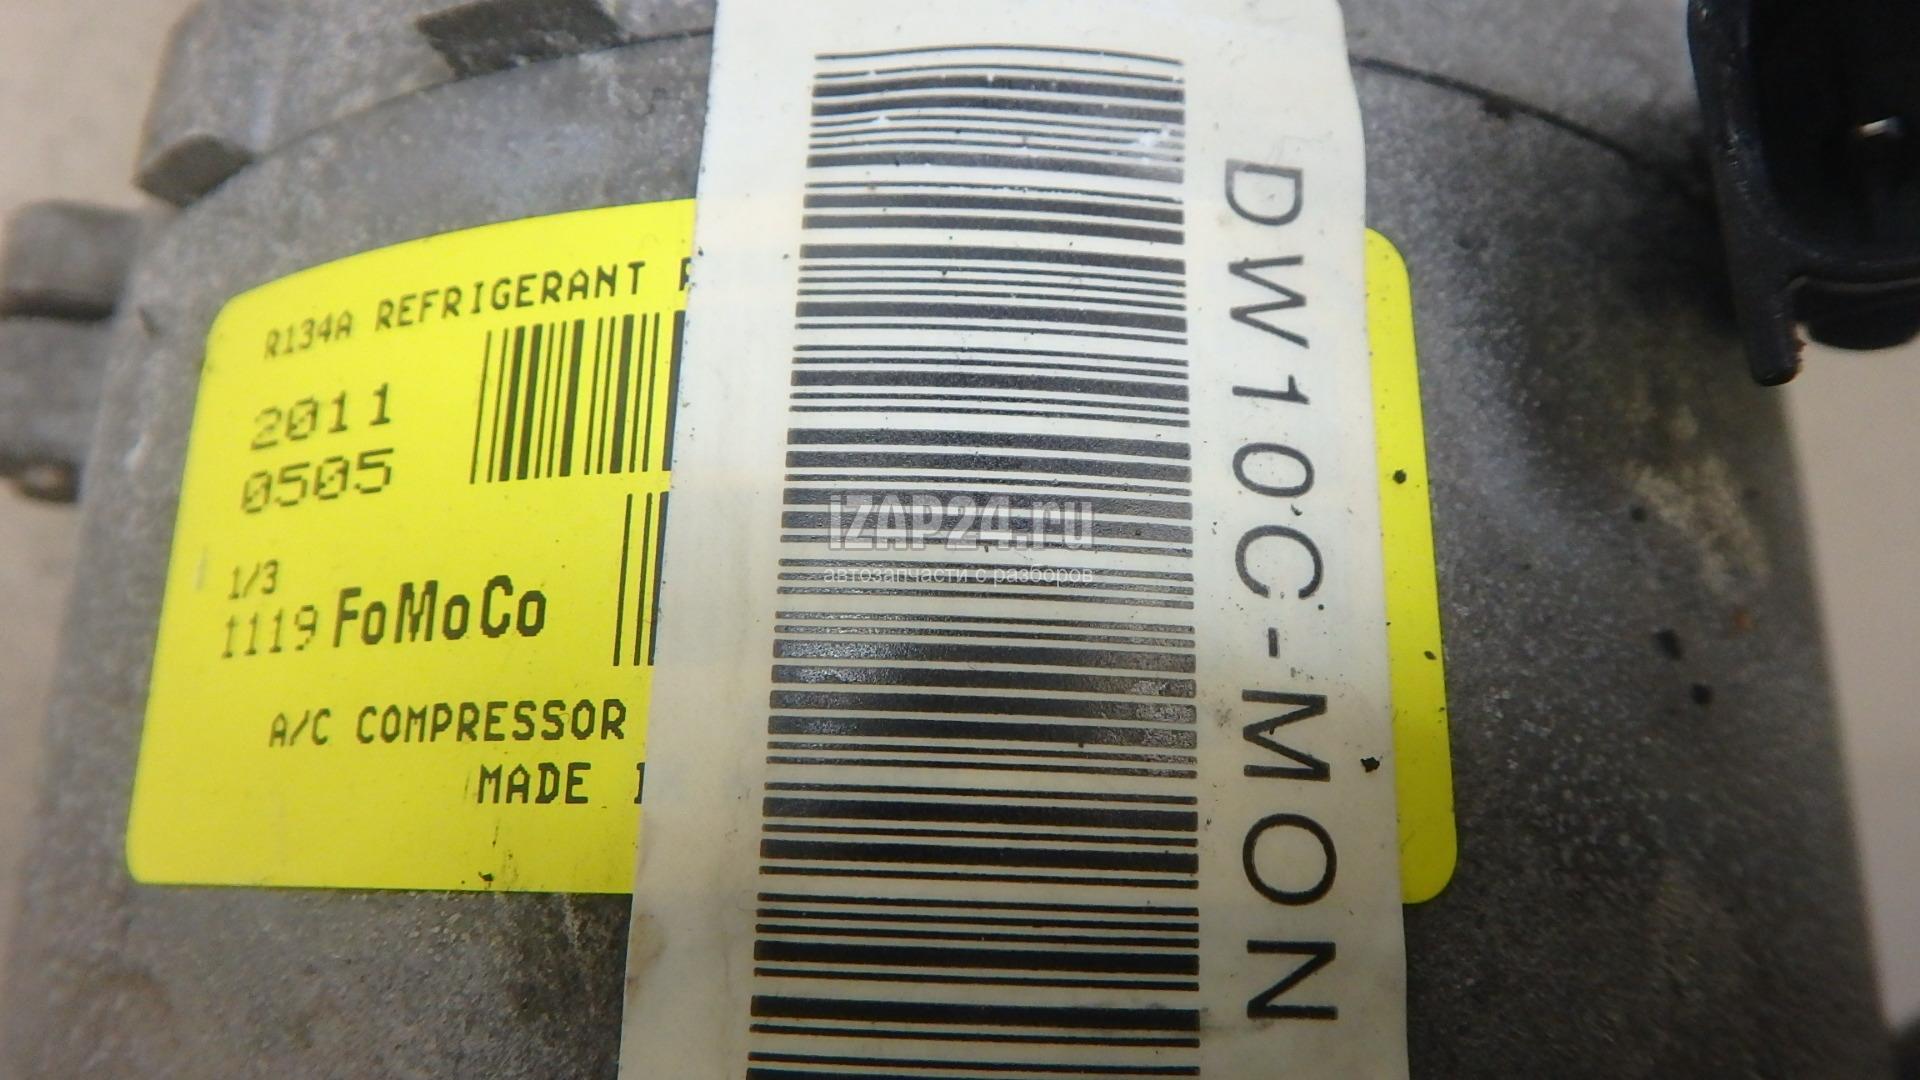 R134A REFRIGERANT
2011
0505
1/3
1119 FoMoCo
A/C COMPRESSOR
MADE
DW10C-MON
iZAP24.ru
автозапчасти с разборов